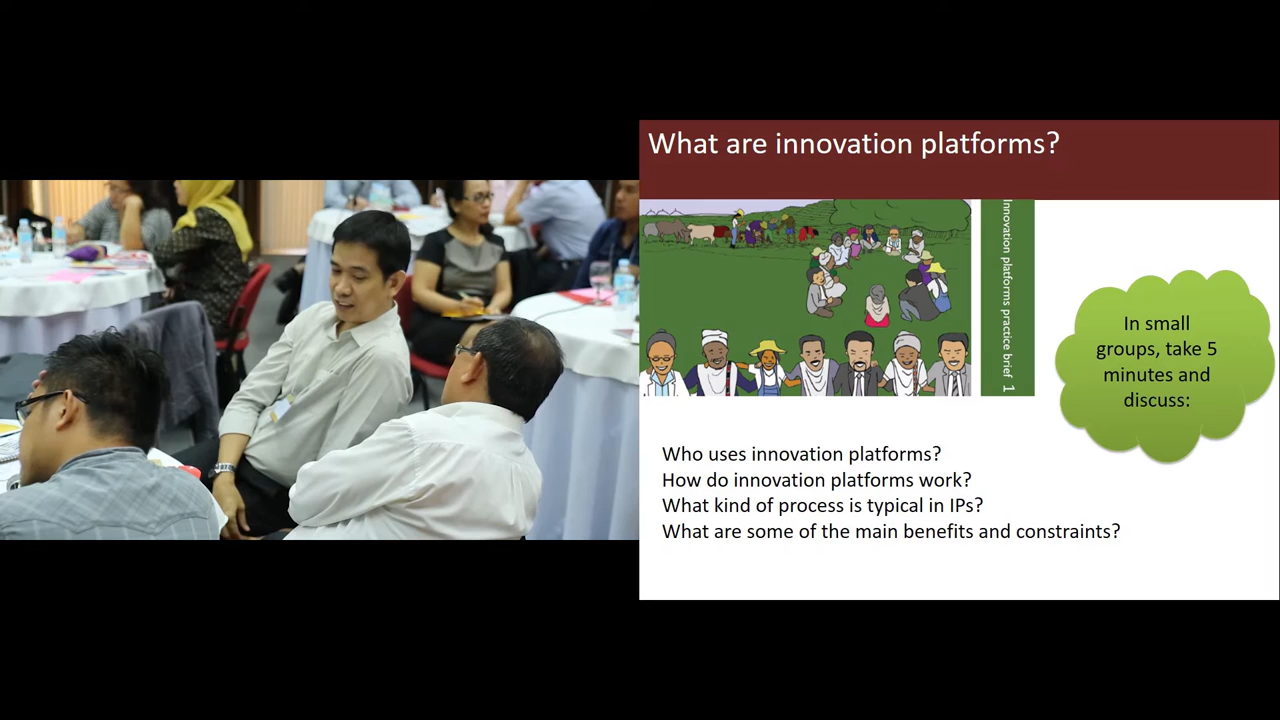 What are innovation platforms?
Innovation platforms practice brief 1
In small
groups, take 5
minutes and
discuss:
Who uses innovation platforms?
How do innovation platforms work?
What kind of process is typical in IPs?
What are some of the main benefits and constraints?